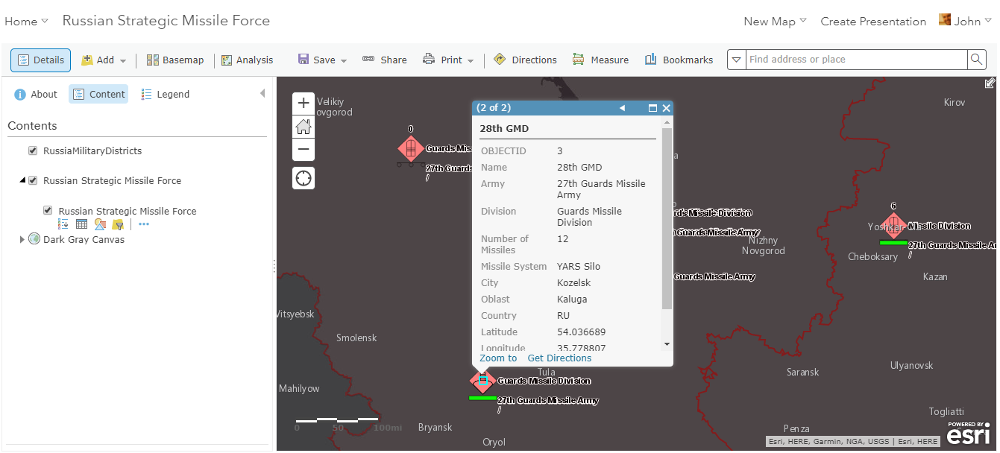 Home Russian Strategic Missile Force New Map Create Presentation John
Details Add Basemap Analysis Save Share Print Directions Measure Bookmarks Find address or place
About Content Legend
Contents
RussiaMilitaryDistricts
Russian Strategic Missile Force
Russian Strategic Missile Force
Dark Gray Canvas
Velikiy
ovgorod
Kirov
0
Guards Mis
27th Guards
/
(2 of 2)
28th GMD
OBJECTID 3
Name 28th GMD
Army 27th Guards Missile
Army
Division Guards Missile
Division
Number of 12
Missiles
Missile System YARS Silo
City Kozelsk
Oblast Kaluga
Country RU
Latitude 54.036689
Longitude 35.778807
Zoom to Get Directions
a
rds Missile Division
Guards Missile Army
Nizhny
Novgorod
Guards Missile Army
6
Missile Division
27th Guards Missile Ar
/
Cheboksary
Kazan
Vitsyebsk
Smolensk
Mahilyow
Tula
Guards Missile Division
27th Guards Missile Army
/
Saransk
Ulyanovsk
Togliatti
Penza
Bryansk
Oryol
0 50 100mi
Esri, HERE, Garmin, NGA, USGS | Esri, HERE
POWERED BY
esri